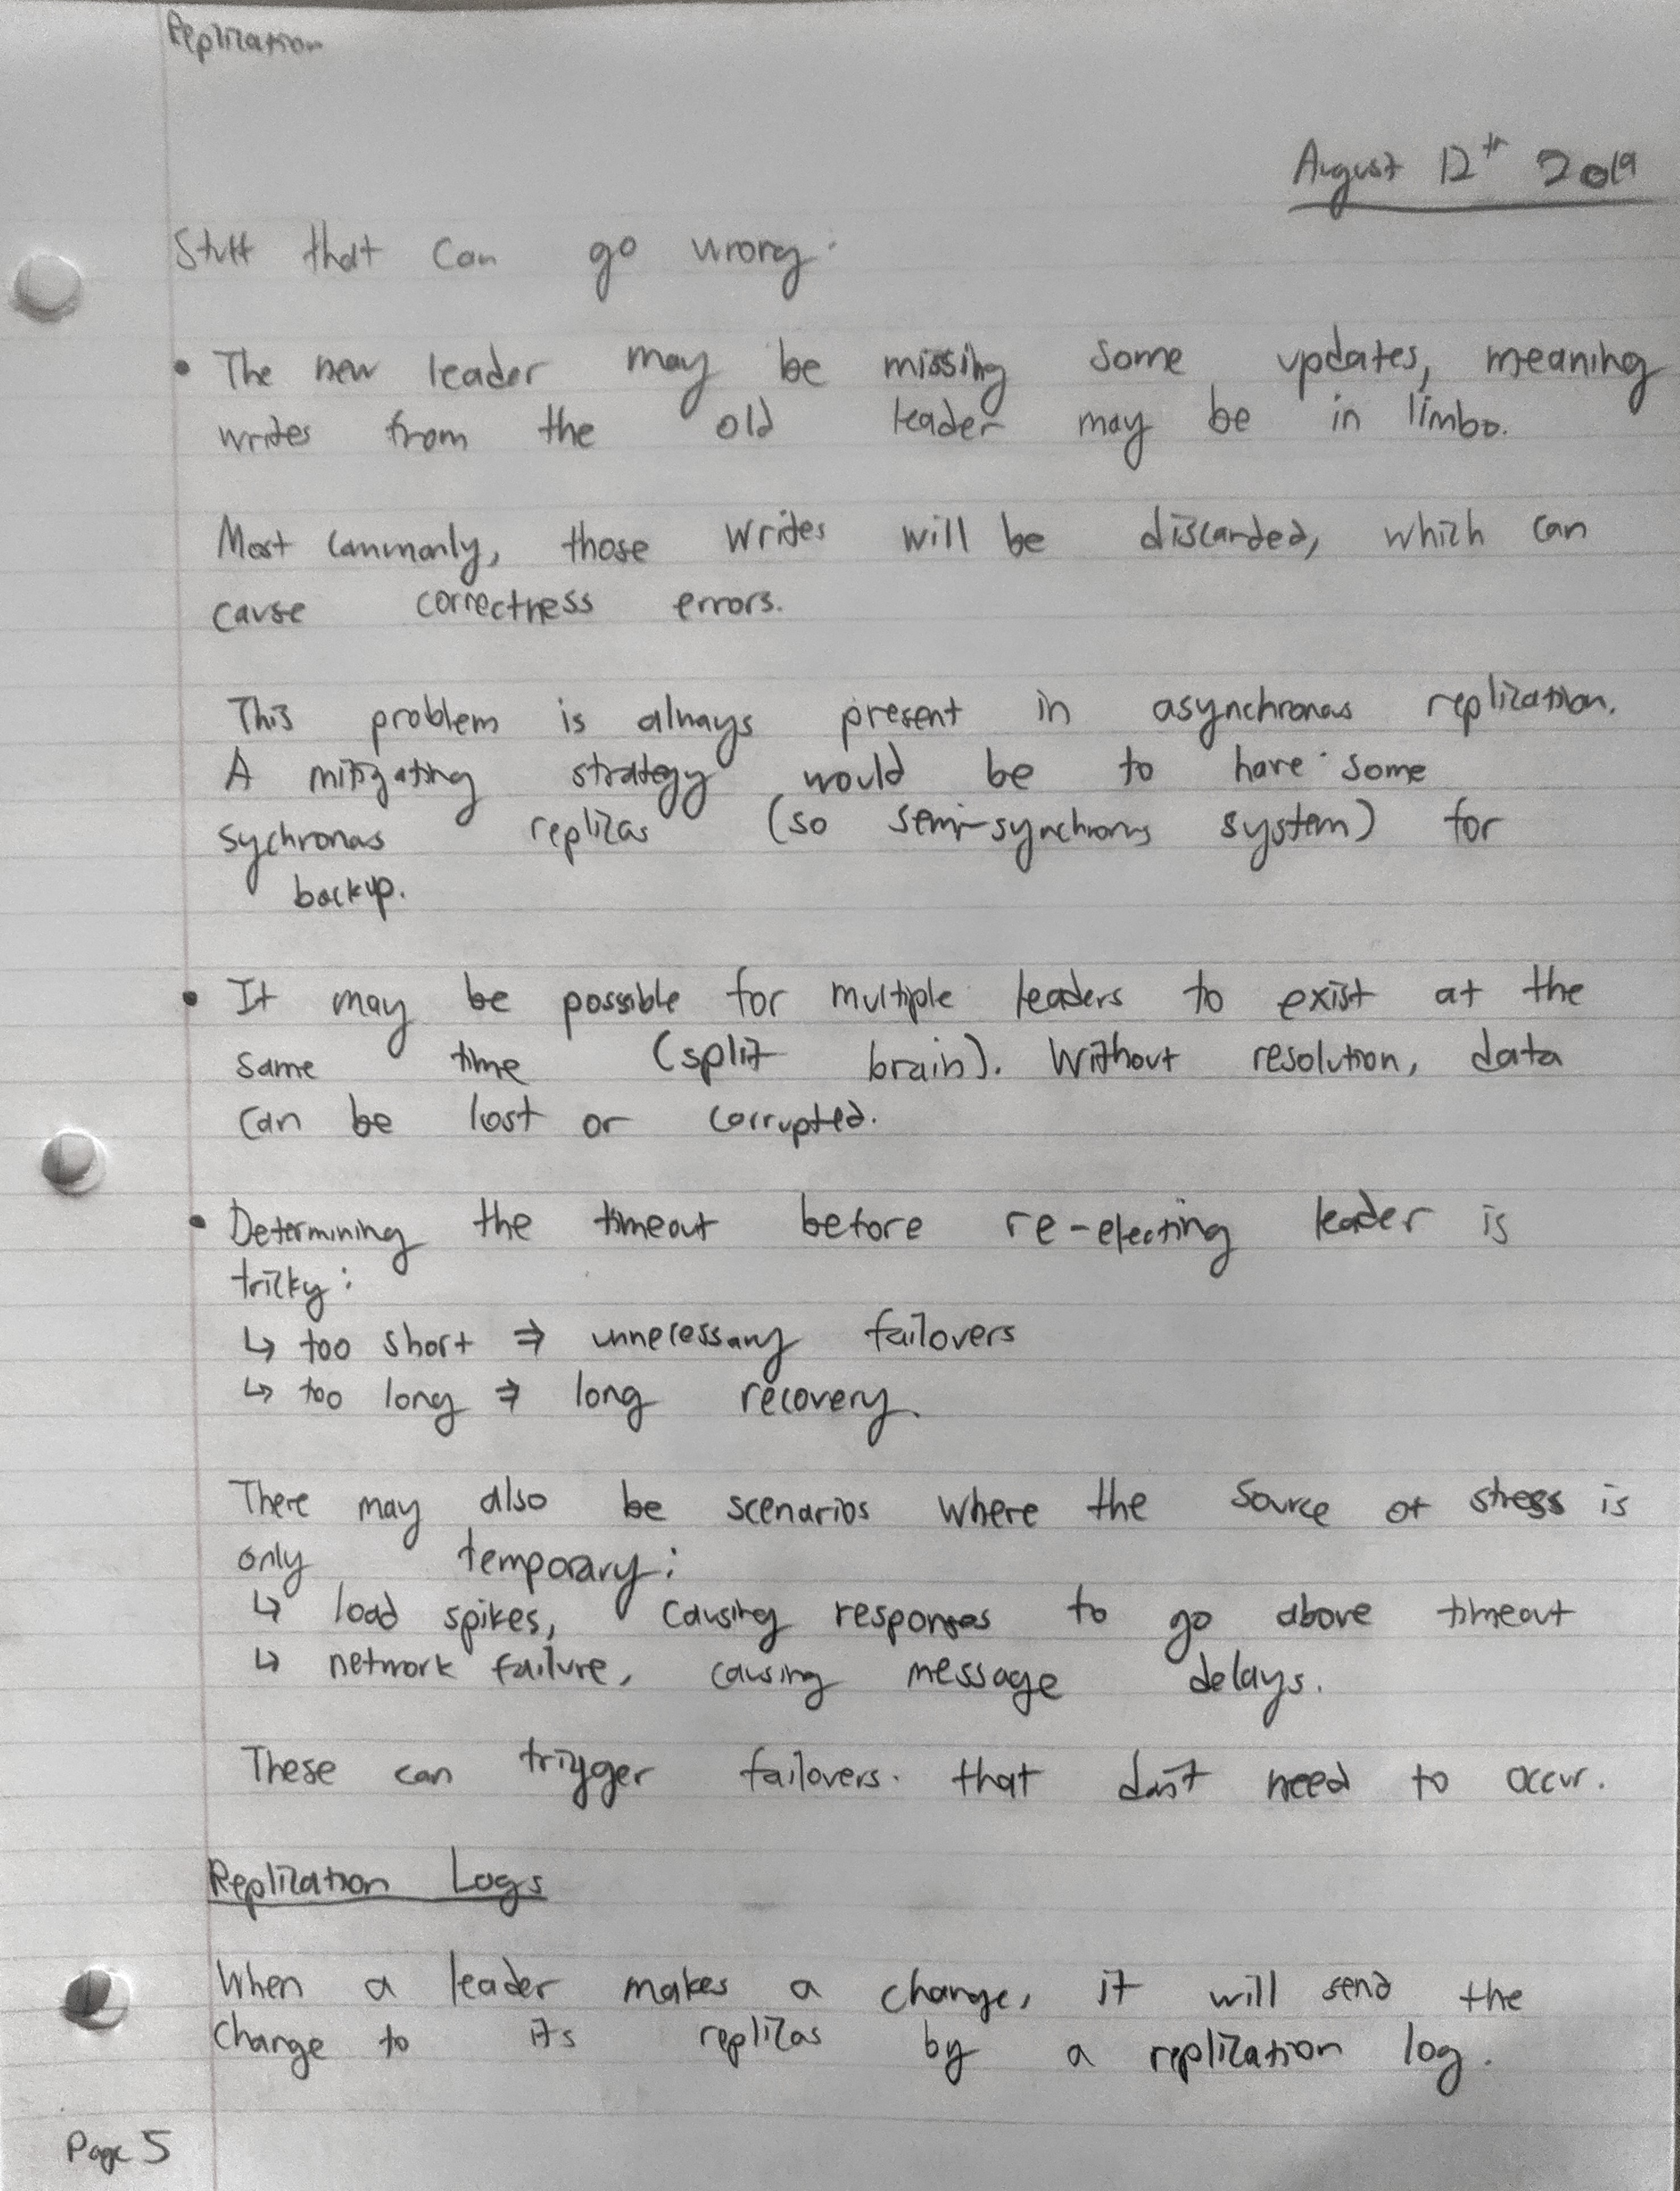 Replication
August 12th 2019
Stuff that can go wrong:
• The new leader may be missing some updates, meaning
writes from the old leader may be in limbo.
Most commonly, those writes will be discarded, which can
cause correctness errors.
This problem is always present in asynchronous replication.
A mitigating strategy would be to have some
sychronous replicas (so semi-synchronous system) for
backup.
• It may be possible for multiple leaders to exist at the
same time (split brain). Without resolution, data
can be lost or corrupted.
• Determining the timeout before re-electing leader is
tricky:
↳ too short ⇒ unnecessary failovers
↳ too long ⇒ long recovery.
There may also be scenarios where the source of stress is
only temporary:
↳ load spikes, causing responses to go above timeout
↳ network failure, causing message delays.
These can trigger failovers that don't need to occur.
Replication Logs
When a leader makes a change, it will send the
change to its replicas by a replication log.
Page 5